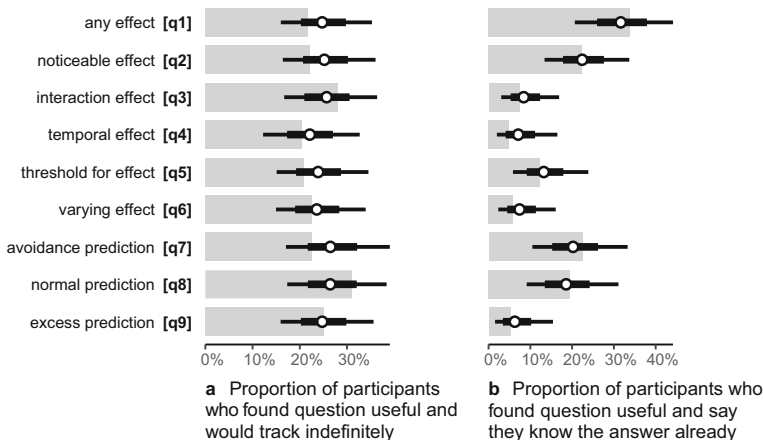 any effect [q1]
noticeable effect [q2]
interaction effect [q3]
temporal effect [q4]
threshold for effect [q5]
varying effect [q6]
avoidance prediction [q7]
normal prediction [q8]
excess prediction [q9]
0% 10% 20% 30%
a Proportion of participants
who found question useful and
would track indefinitely
0% 10% 20% 30% 40%
b Proportion of participants who
found question useful and say
they know the answer already